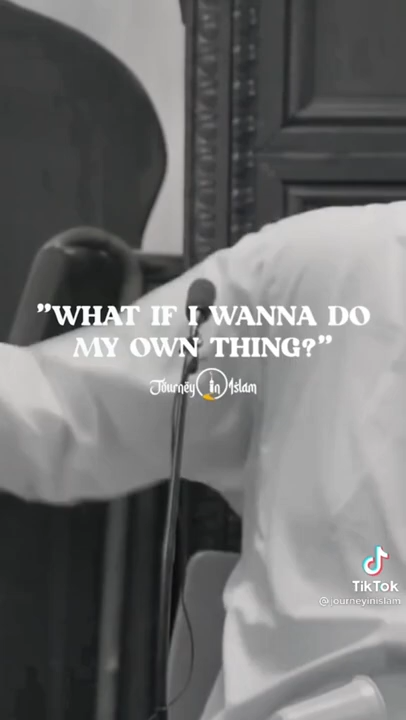 "WHAT IF I WANNA DO
MY OWN THING?"
Journey in Islam
TikTok
@journeyinislam